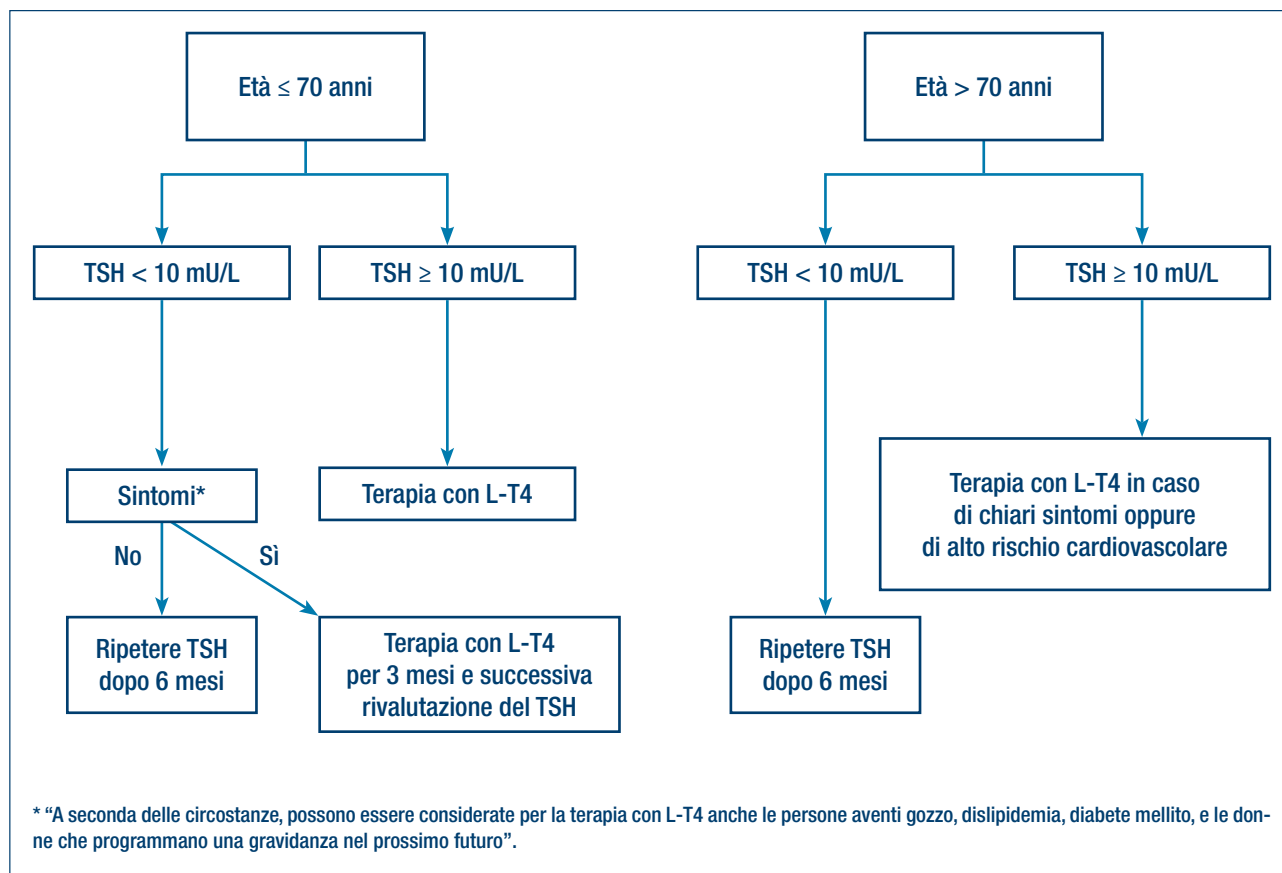 Età ≤ 70 anni
Età > 70 anni
TSH < 10 mU/L
TSH ≥ 10 mU/L
TSH < 10 mU/L
TSH ≥ 10 mU/L
Sintomi*
Terapia con L-T4
Terapia con L-T4 in caso
di chiari sintomi oppure
di alto rischio cardiovascolare
No
Sì
Ripetere TSH
dopo 6 mesi
Terapia con L-T4
per 3 mesi e successiva
rivalutazione del TSH
Ripetere TSH
dopo 6 mesi
* “A seconda delle circostanze, possono essere considerate per la terapia con L-T4 anche le persone aventi gozzo, dislipidemia, diabete mellito, e le don-
ne che programmano una gravidanza nel prossimo futuro”.